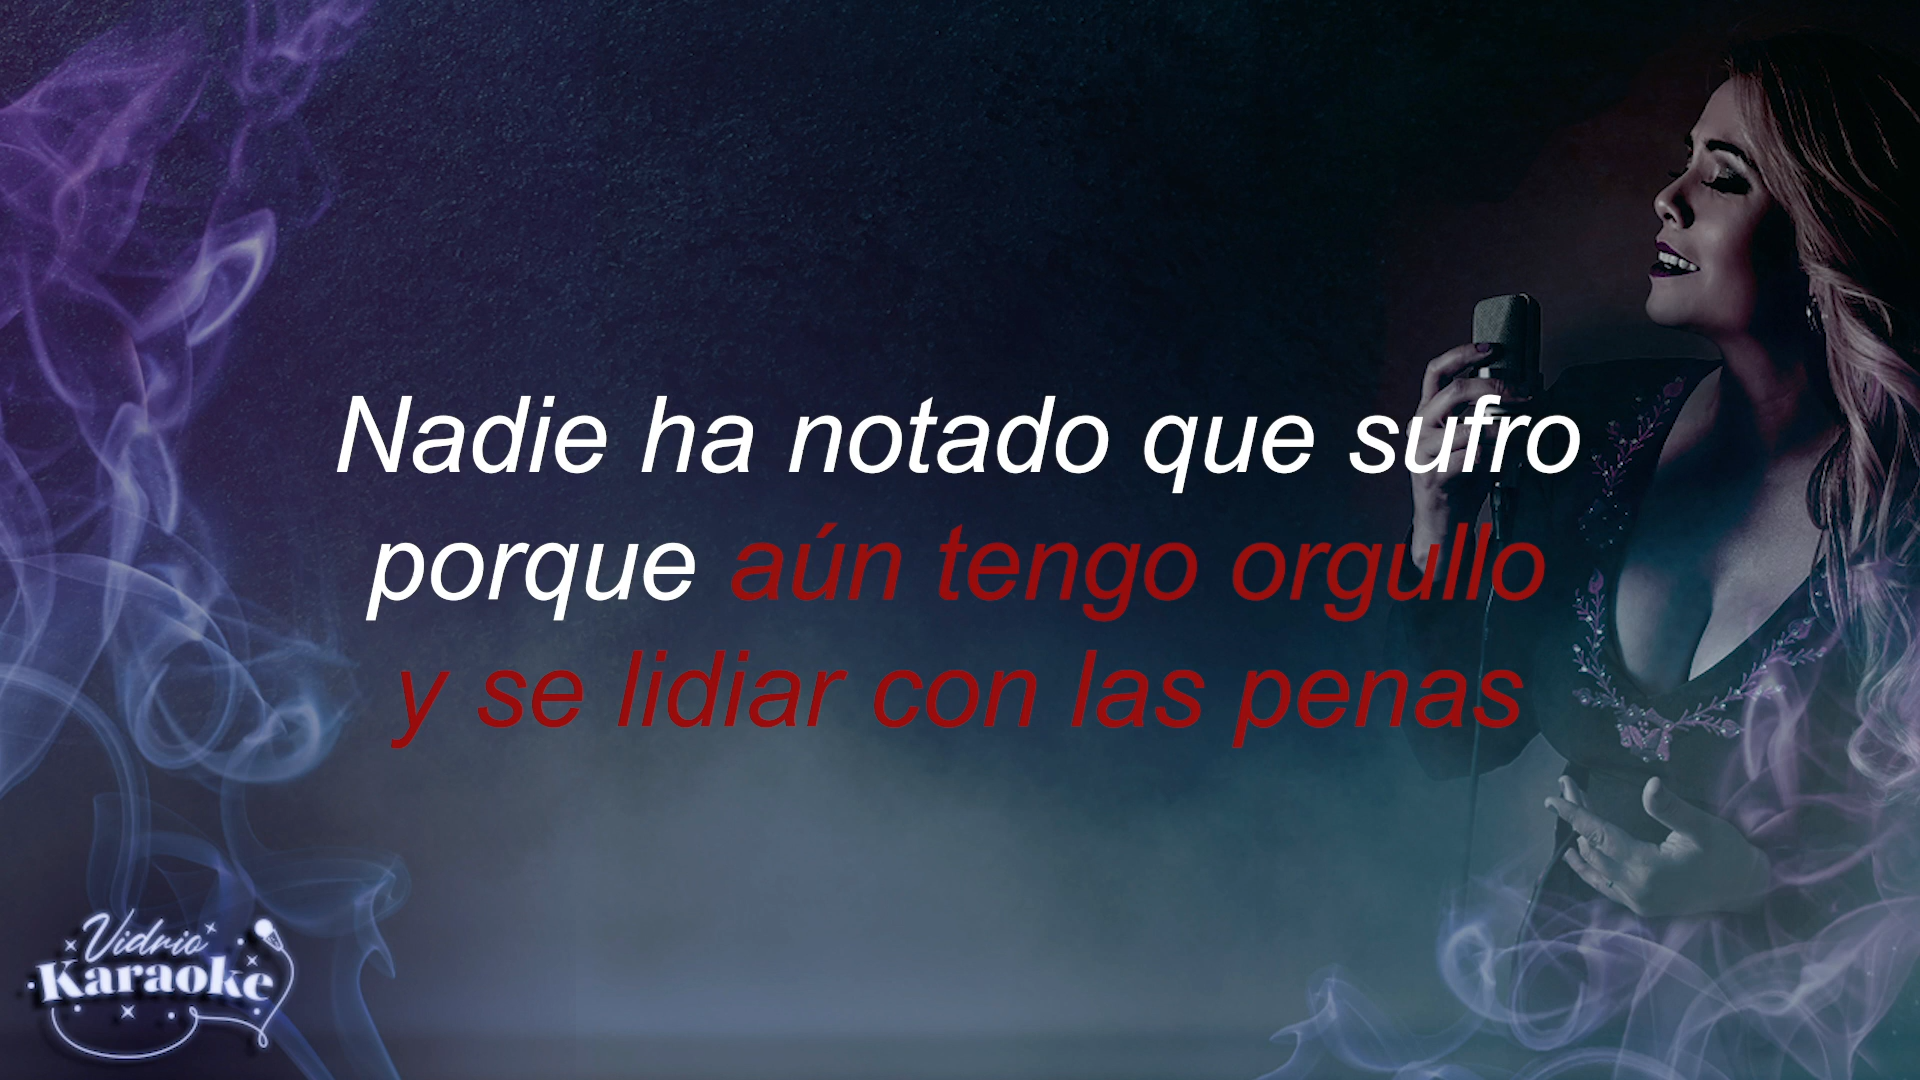 Nadie ha notado que sufro
porque aún tengo orgullo
y se lidiar con las penas
Vidrio
Karaoke